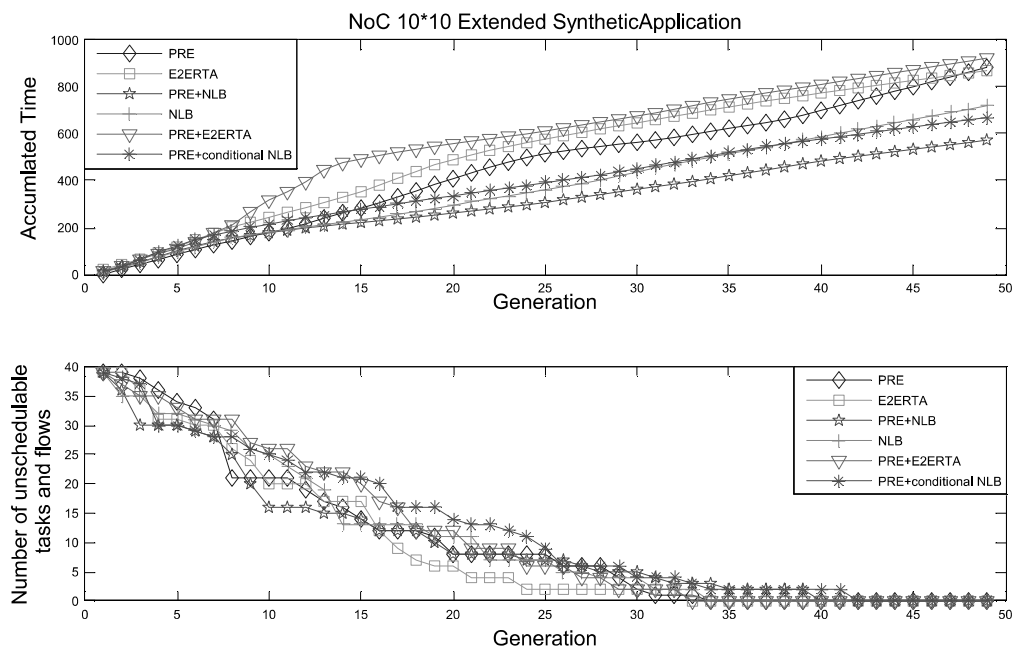 NoC 10*10 Extended SyntheticApplication
1000
800
600
400
200
0
Accumlated Time
PRE
E2ERTA
PRE+NLB
NLB
PRE+E2ERTA
PRE+conditional NLB
0 5 10 15 20 25 30 35 40 45 50
Generation
40
35
30
25
20
15
10
5
0
Number of unschedulable
tasks and flows
PRE
E2ERTA
PRE+NLB
NLB
PRE+E2ERTA
PRE+conditional NLB
0 5 10 15 20 25 30 35 40 45 50
Generation